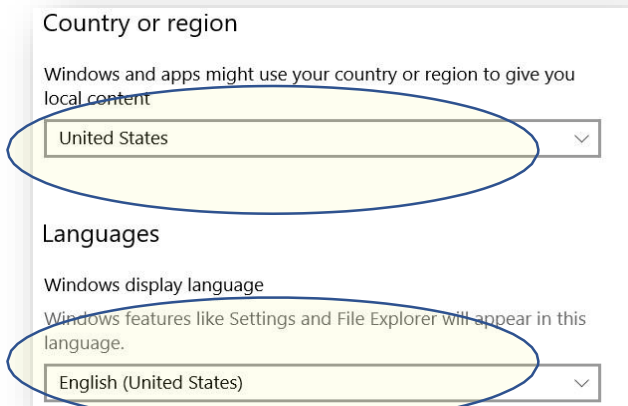 Country or region
Windows and apps might use your country or region to give you
local content
United States
Languages
Windows display language
Windows features like Settings and File Explorer will appear in this
language.
English (United States)